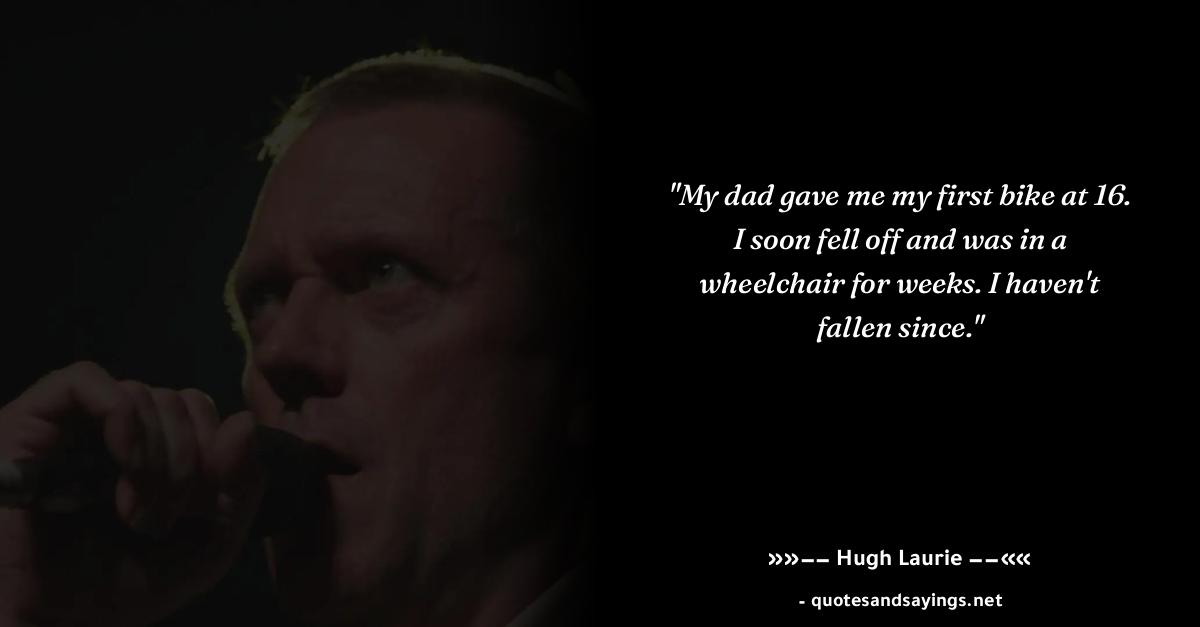 "My dad gave me my first bike at 16.
I soon fell off and was in a
wheelchair for weeks. I haven't
fallen since."
»»−− Hugh Laurie −−««
- quotesandsayings.net